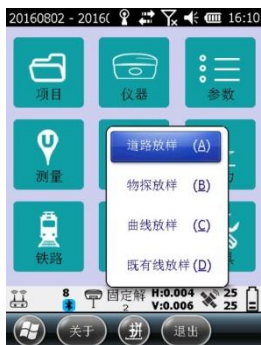 20160802 - 2016( 16:10
项目 仪器 参数
测量
道路放样 (A)
物探放样 (B)
曲线放样 (C)
既有线放样(D)
铁路
8 固定解 H:0.004 25
2 V:0.006 25
关于 拼 退出